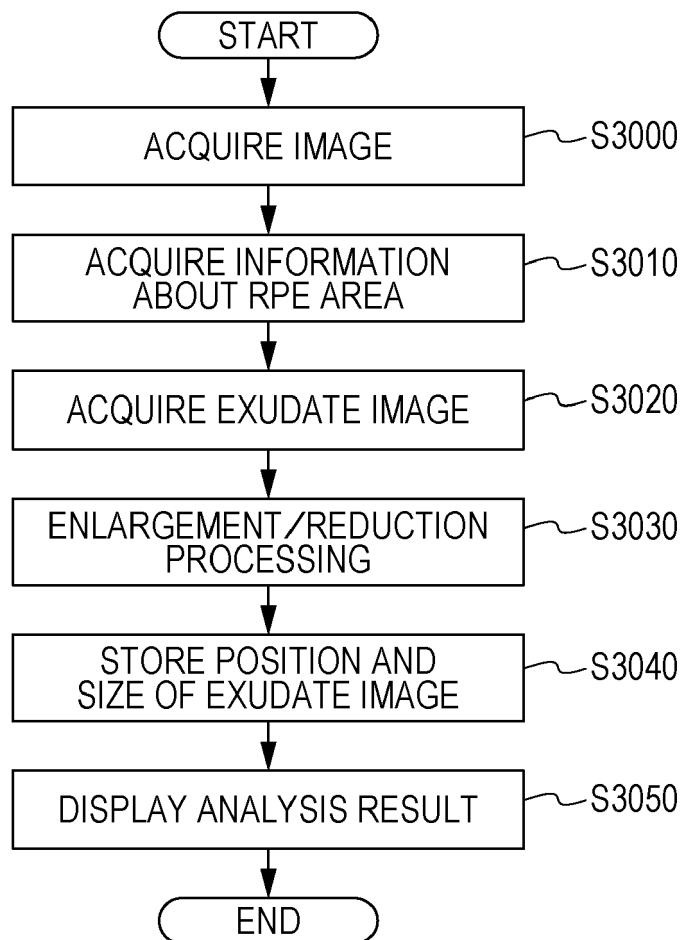 START
ACQUIRE IMAGE
S3000
ACQUIRE INFORMATION
ABOUT RPE AREA
S3010
ACQUIRE EXUDATE IMAGE
S3020
ENLARGEMENT/REDUCTION
PROCESSING
S3030
STORE POSITION AND
SIZE OF EXUDATE IMAGE
S3040
DISPLAY ANALYSIS RESULT
S3050
END